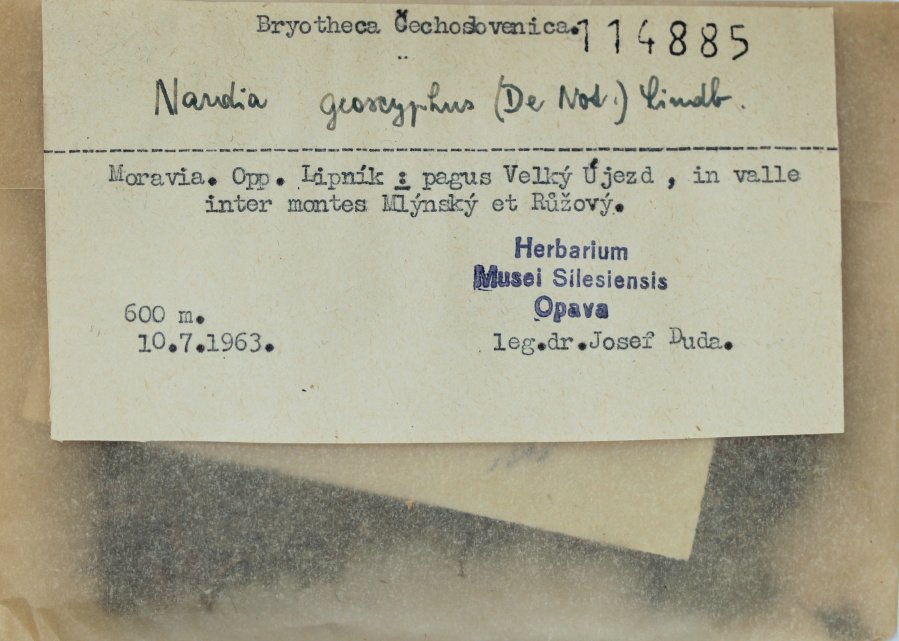 Bryotheca Čechoslovenica. 114885
Nardia geoscyphus (De Not.) Lindb.
Moravia. Opp. Lipník : pagus Velký Újezd , in valle
inter montes Mlýnský et Růžový.
Herbarium
Musei Silesiensis
Opava
600 m.
10.7.1963.
leg.dr.Josef Duda.